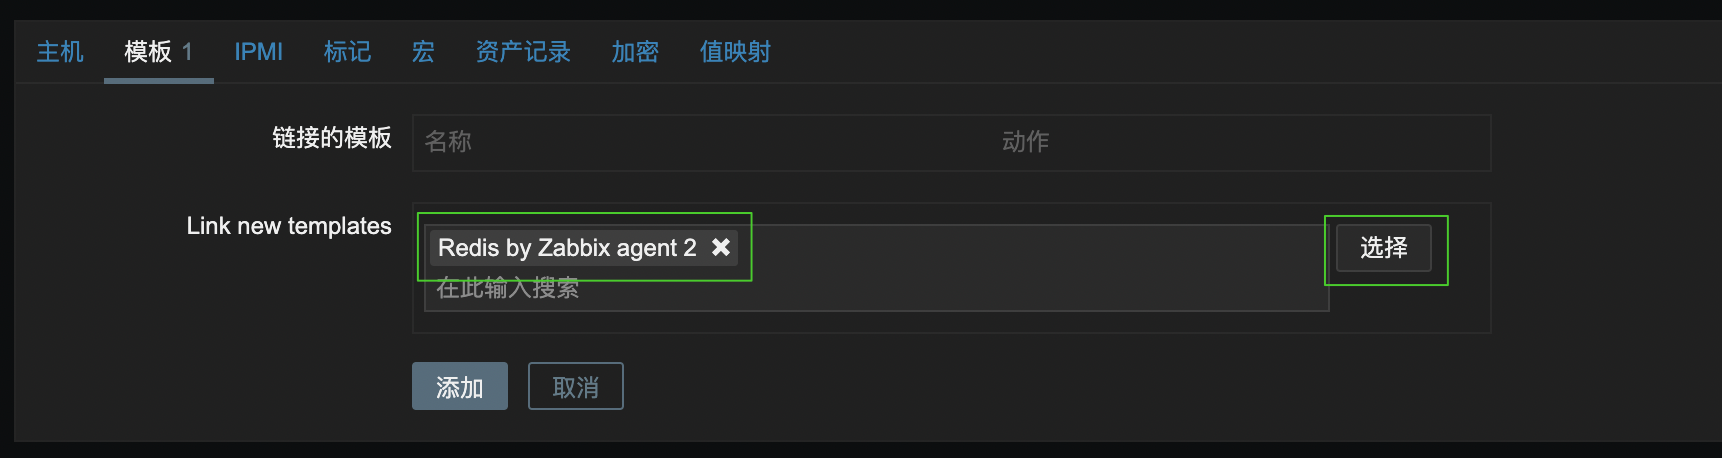 主机 模板 1 IPMI 标记 宏 资产记录 加密 值映射
链接的模板 名称 动作
Link new templates Redis by Zabbix agent 2 ✖ 选择
在此输入搜索
添加 取消